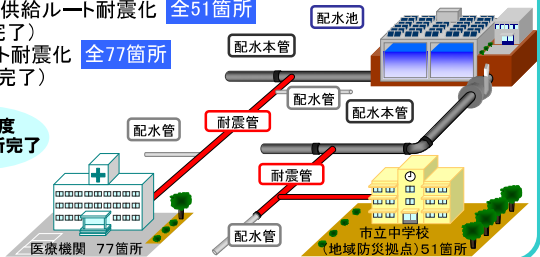 供給ルート耐震化 全51箇所
完了)
ト耐震化 全77箇所
完了)
度
所完了
配水池
配水本管
配水管
配水本管
配水管
耐震管
耐震管
配水管
医療機関 77箇所
市立中学校
(地域防災拠点)51箇所